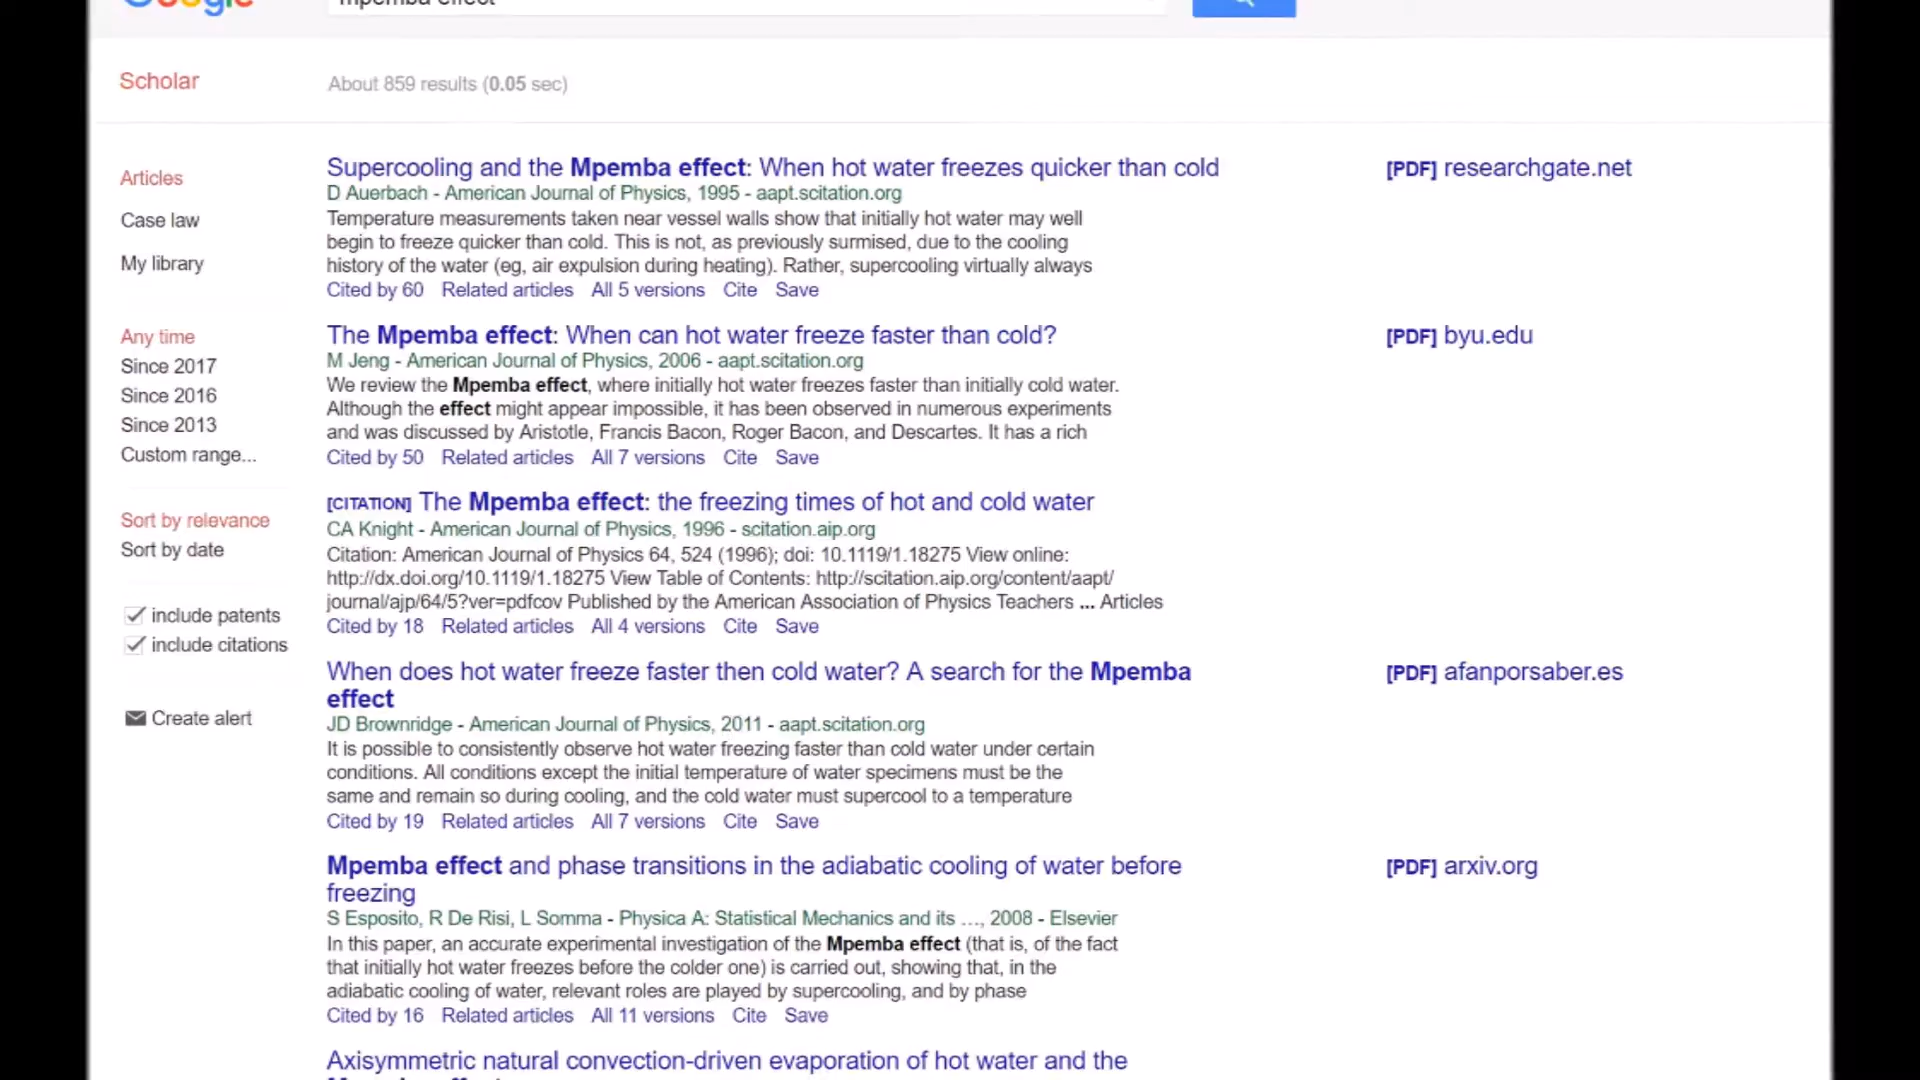 Google
mpemba effect
Scholar
About 859 results (0.05 sec)
Articles
Case law
My library
Any time
Since 2017
Since 2016
Since 2013
Custom range...
Sort by relevance
Sort by date
include patents
include citations
Create alert
Supercooling and the Mpemba effect: When hot water freezes quicker than cold
[PDF] researchgate.net
D Auerbach - American Journal of Physics, 1995 - aapt.scitation.org
Temperature measurements taken near vessel walls show that initially hot water may well
begin to freeze quicker than cold. This is not, as previously surmised, due to the cooling
history of the water (eg, air expulsion during heating). Rather, supercooling virtually always
Cited by 60 Related articles All 5 versions Cite Save
The Mpemba effect: When can hot water freeze faster than cold?
[PDF] byu.edu
M Jeng - American Journal of Physics, 2006 - aapt.scitation.org
We review the Mpemba effect, where initially hot water freezes faster than initially cold water.
Although the effect might appear impossible, it has been observed in numerous experiments
and was discussed by Aristotle, Francis Bacon, Roger Bacon, and Descartes. It has a rich
Cited by 50 Related articles All 7 versions Cite Save
[CITATION] The Mpemba effect: the freezing times of hot and cold water
CA Knight - American Journal of Physics, 1996 - scitation.aip.org
Citation: American Journal of Physics 64, 524 (1996); doi: 10.1119/1.18275 View online:
http://dx.doi.org/10.1119/1.18275 View Table of Contents: http://scitation.aip.org/content/aapt/
journal/ajp/64/5?ver=pdfcov Published by the American Association of Physics Teachers ... Articles
Cited by 18 Related articles All 4 versions Cite Save
When does hot water freeze faster then cold water? A search for the Mpemba
effect
[PDF] afanporsaber.es
JD Brownridge - American Journal of Physics, 2011 - aapt.scitation.org
It is possible to consistently observe hot water freezing faster than cold water under certain
conditions. All conditions except the initial temperature of water specimens must be the
same and remain so during cooling, and the cold water must supercool to a temperature
Cited by 19 Related articles All 7 versions Cite Save
Mpemba effect and phase transitions in the adiabatic cooling of water before
freezing
[PDF] arxiv.org
S Esposito, R De Risi, L Somma - Physica A: Statistical Mechanics and its …, 2008 - Elsevier
In this paper, an accurate experimental investigation of the Mpemba effect (that is, of the fact
that initially hot water freezes before the colder one) is carried out, showing that, in the
adiabatic cooling of water, relevant roles are played by supercooling, and by phase
Cited by 16 Related articles All 11 versions Cite Save
Axisymmetric natural convection-driven evaporation of hot water and the